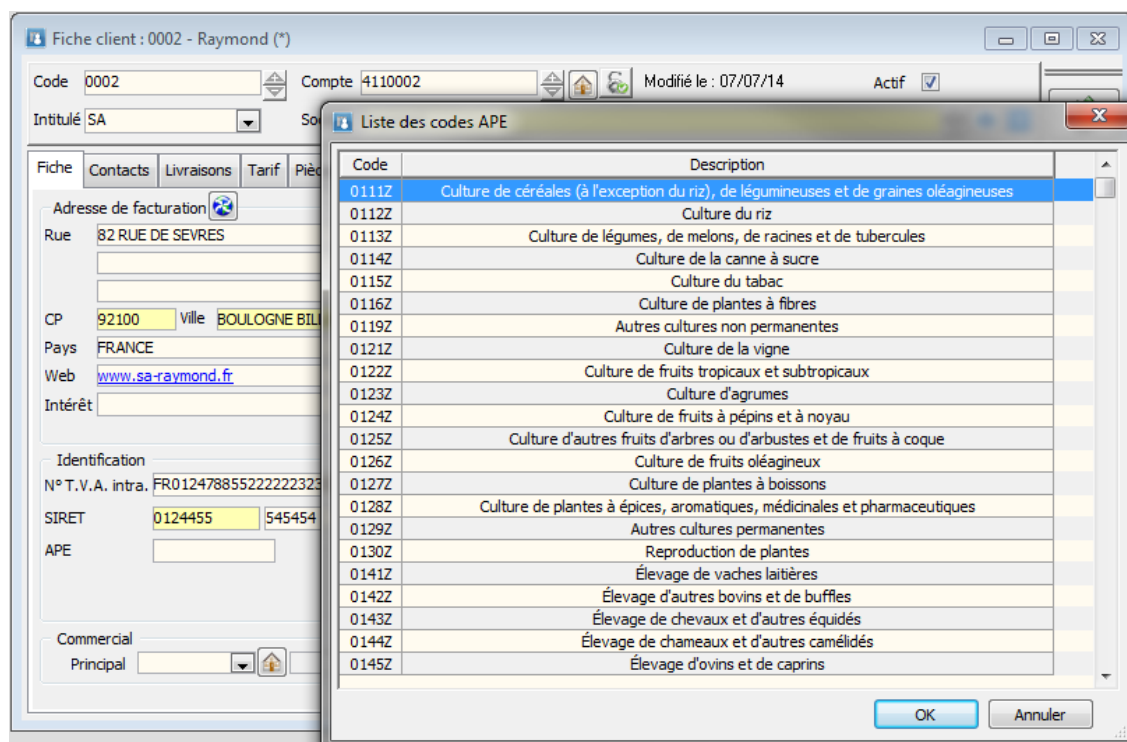 Fiche client : 0002 - Raymond (*)
Code 0002 Compte 4110002 Modifié le : 07/07/14 Actif
Intitulé SA
Liste des codes APE
Fiche Contacts Livraisons Tarif
Adresse de facturation
Rue 82 RUE DE SEVRES
CP 92100 Ville BOULOGNE
Pays FRANCE
Web www.sa-raymond.fr
Intérêt
Identification
N° T.V.A. intra. FR012478855222222323
SIRET 0124455 545454
APE
Commercial
Principal
Code Description
0111Z Culture de céréales (à l'exception du riz), de légumineuses et de graines oléagineuses
0112Z Culture du riz
0113Z Culture de légumes, de melons, de racines et de tubercules
0114Z Culture de la canne à sucre
0115Z Culture du tabac
0116Z Culture de plantes à fibres
0119Z Autres cultures non permanentes
0121Z Culture de la vigne
0122Z Culture de fruits tropicaux et subtropicaux
0123Z Culture d'agrumes
0124Z Culture de fruits à pépins et à noyau
0125Z Culture d'autres fruits d'arbres ou d'arbustes et de fruits à coque
0126Z Culture de fruits oléagineux
0127Z Culture de plantes à boissons
0128Z Culture de plantes à épices, aromatiques, médicinales et pharmaceutiques
0129Z Autres cultures permanentes
0130Z Reproduction de plantes
0141Z Élevage de vaches laitières
0142Z Élevage d'autres bovins et de buffles
0143Z Élevage de chevaux et d'autres équidés
0144Z Élevage de chameaux et d'autres camélidés
0145Z Élevage d'ovins et de caprins
OK Annuler